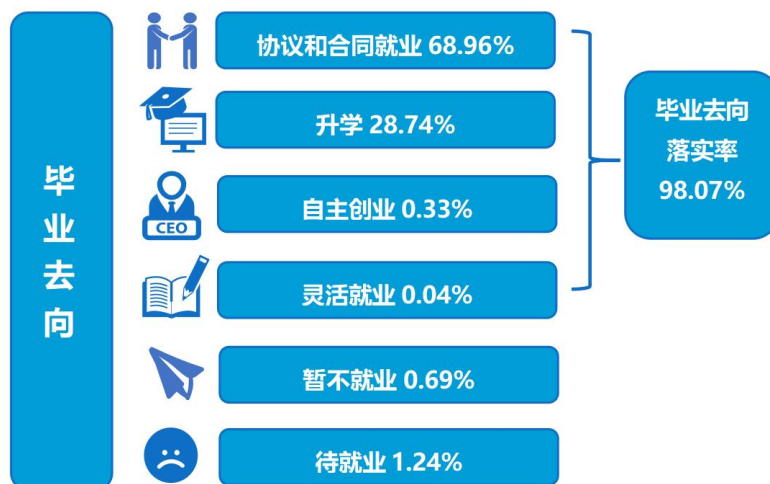 毕业去向
协议和合同就业 68.96%
升学 28.74%
CEO
自主创业 0.33%
灵活就业 0.04%
暂不就业 0.69%
待就业 1.24%
毕业去向
落实率
98.07%